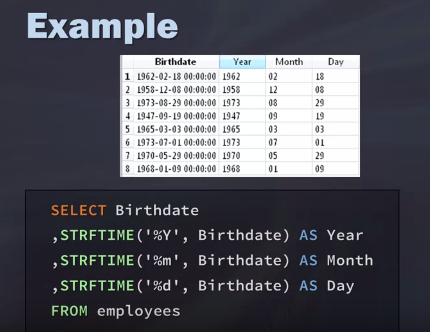 Example
Birthdate Year Month Day
1 1962-02-18 00:00:00 1962 02 18
2 1958-12-08 00:00:00 1958 12 08
3 1973-08-29 00:00:00 1973 08 29
4 1947-09-19 00:00:00 1947 09 19
5 1965-03-03 00:00:00 1965 03 03
6 1973-07-01 00:00:00 1973 07 01
7 1970-05-29 00:00:00 1970 05 29
8 1968-01-09 00:00:00 1968 01 09
SELECT Birthdate
,STRFTIME('%Y', Birthdate) AS Year
,STRFTIME('%m', Birthdate) AS Month
,STRFTIME('%d', Birthdate) AS Day
FROM employees